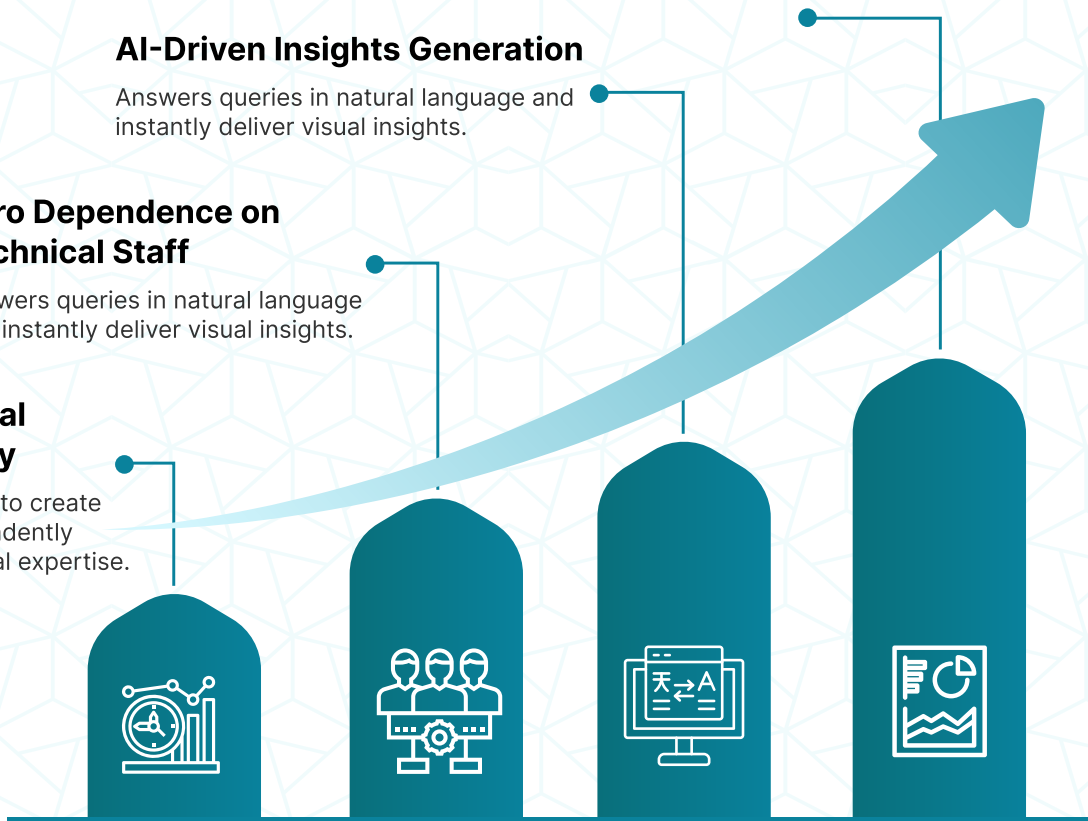 AI-Driven Insights Generation
Answers queries in natural language and
instantly deliver visual insights.
ro Dependence on
chnical Staff
wers queries in natural language
instantly deliver visual insights.
al
y
to create
dently
al expertise.
A